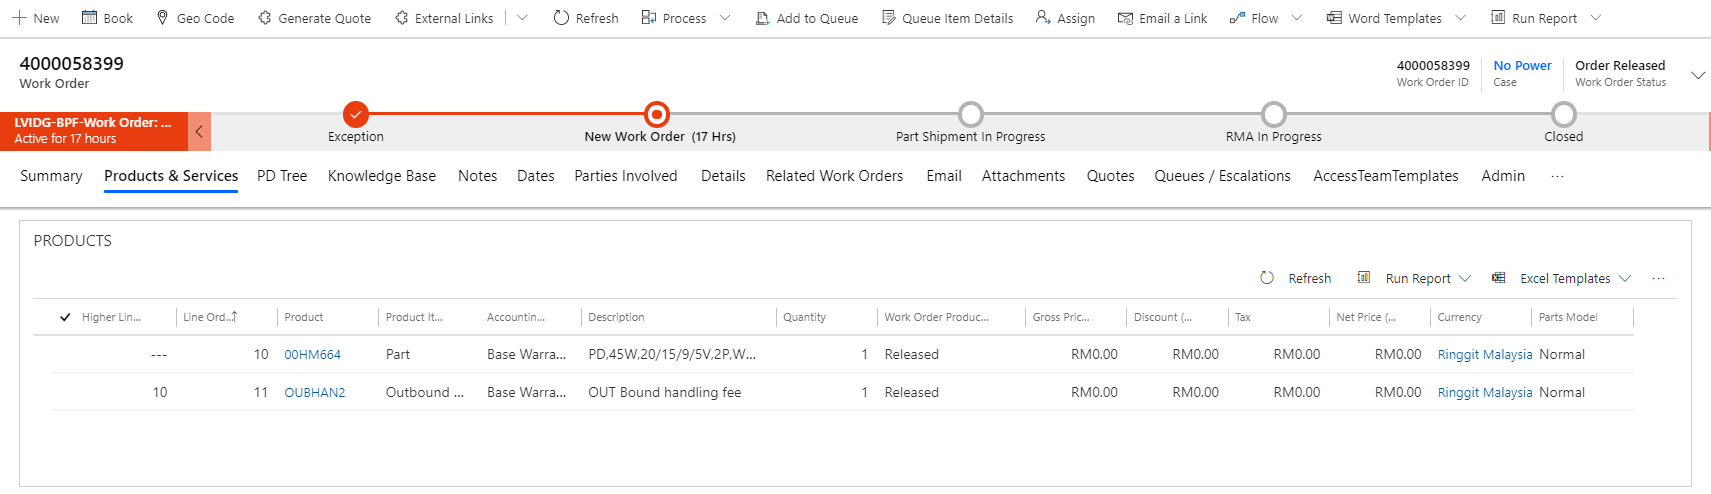 New Book Geo Code Generate Quote External Links Refresh Process Add to Queue Queue Item Details Assign Email a Link Flow Word Templates Run Report
4000058399
Work Order
4000058399 No Power Order Released
Work Order ID Case Work Order Status
LVIDG-BPF-Work Order: ...
Active for 17 hours
Exception New Work Order (17 Hrs) Part Shipment In Progress RMA In Progress Closed
Summary Products & Services PD Tree Knowledge Base Notes Dates Parties Involved Details Related Work Orders Email Attachments Quotes Queues / Escalations AccessTeamTemplates Admin ...
PRODUCTS
Refresh Run Report Excel Templates ...
Higher Lin... Line Ord... Product Product It... Accountin... Description Quantity Work Order Produc... Gross Pric... Discount (... Tax Net Price (... Currency Parts Model
--- 10 00HM664 Part Base Warra... PD,45W,20/15/9/5V,2P,W... 1 Released RM0.00 RM0.00 RM0.00 RM0.00 Ringgit Malaysia Normal
10 11 OUBHAN2 Outbound ... Base Warra... OUT Bound handling fee 1 Released RM0.00 RM0.00 RM0.00 RM0.00 Ringgit Malaysia Normal